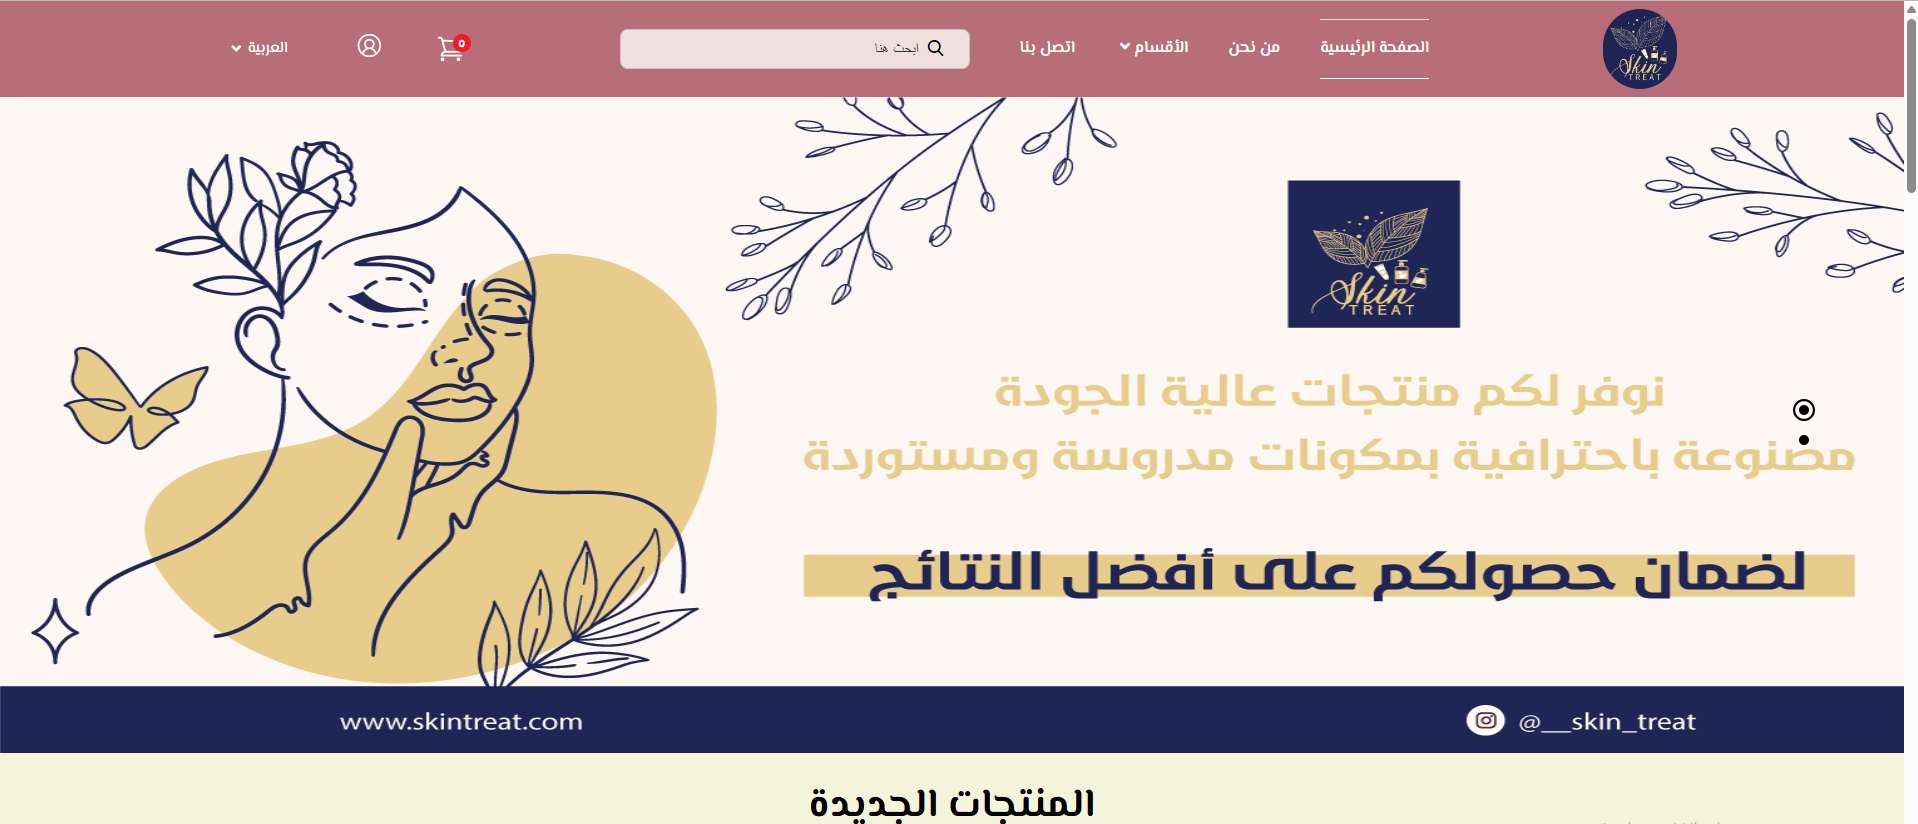 الصفحة الرئيسية
من نحن
الأقسام
اتصل بنا
ابحث هنا
0
العربية
Skin
TREAT
Skin
TREAT
نوفر لكم منتجات عالية الجودة
مصنوعة باحترافية بمكونات مدروسة ومستوردة
لضمان حصولكم على أفضل النتائج
@__skin_treat
www.skintreat.com
المنتجات الجديدة